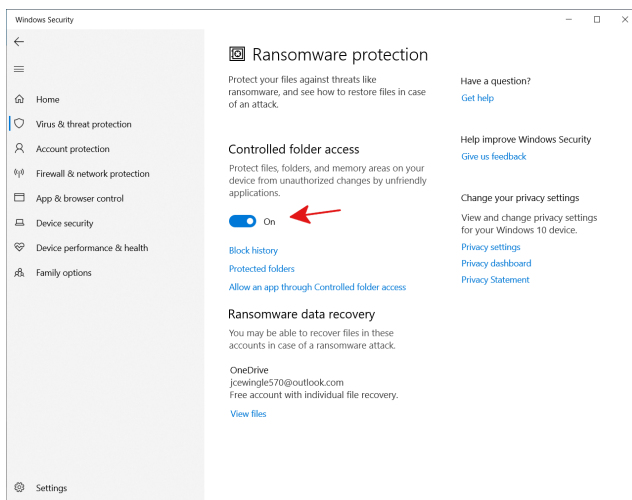 Windows Security
Home
Virus & threat protection
Account protection
Firewall & network protection
App & browser control
Device security
Device performance & health
Family options
Settings
Ransomware protection
Protect your files against threats like
ransomware, and see how to restore files in case
of an attack.
Controlled folder access
Protect files, folders, and memory areas on your
device from unauthorized changes by unfriendly
applications.
On
Block history
Protected folders
Allow an app through Controlled folder access
Ransomware data recovery
You may be able to recover files in these
accounts in case of a ransomware attack.
OneDrive
jcewingle570@outlook.com
Free account with individual file recovery.
View files
Have a question?
Get help
Help improve Windows Security
Give us feedback
Change your privacy settings
View and change privacy settings
for your Windows 10 device.
Privacy settings
Privacy dashboard
Privacy Statement